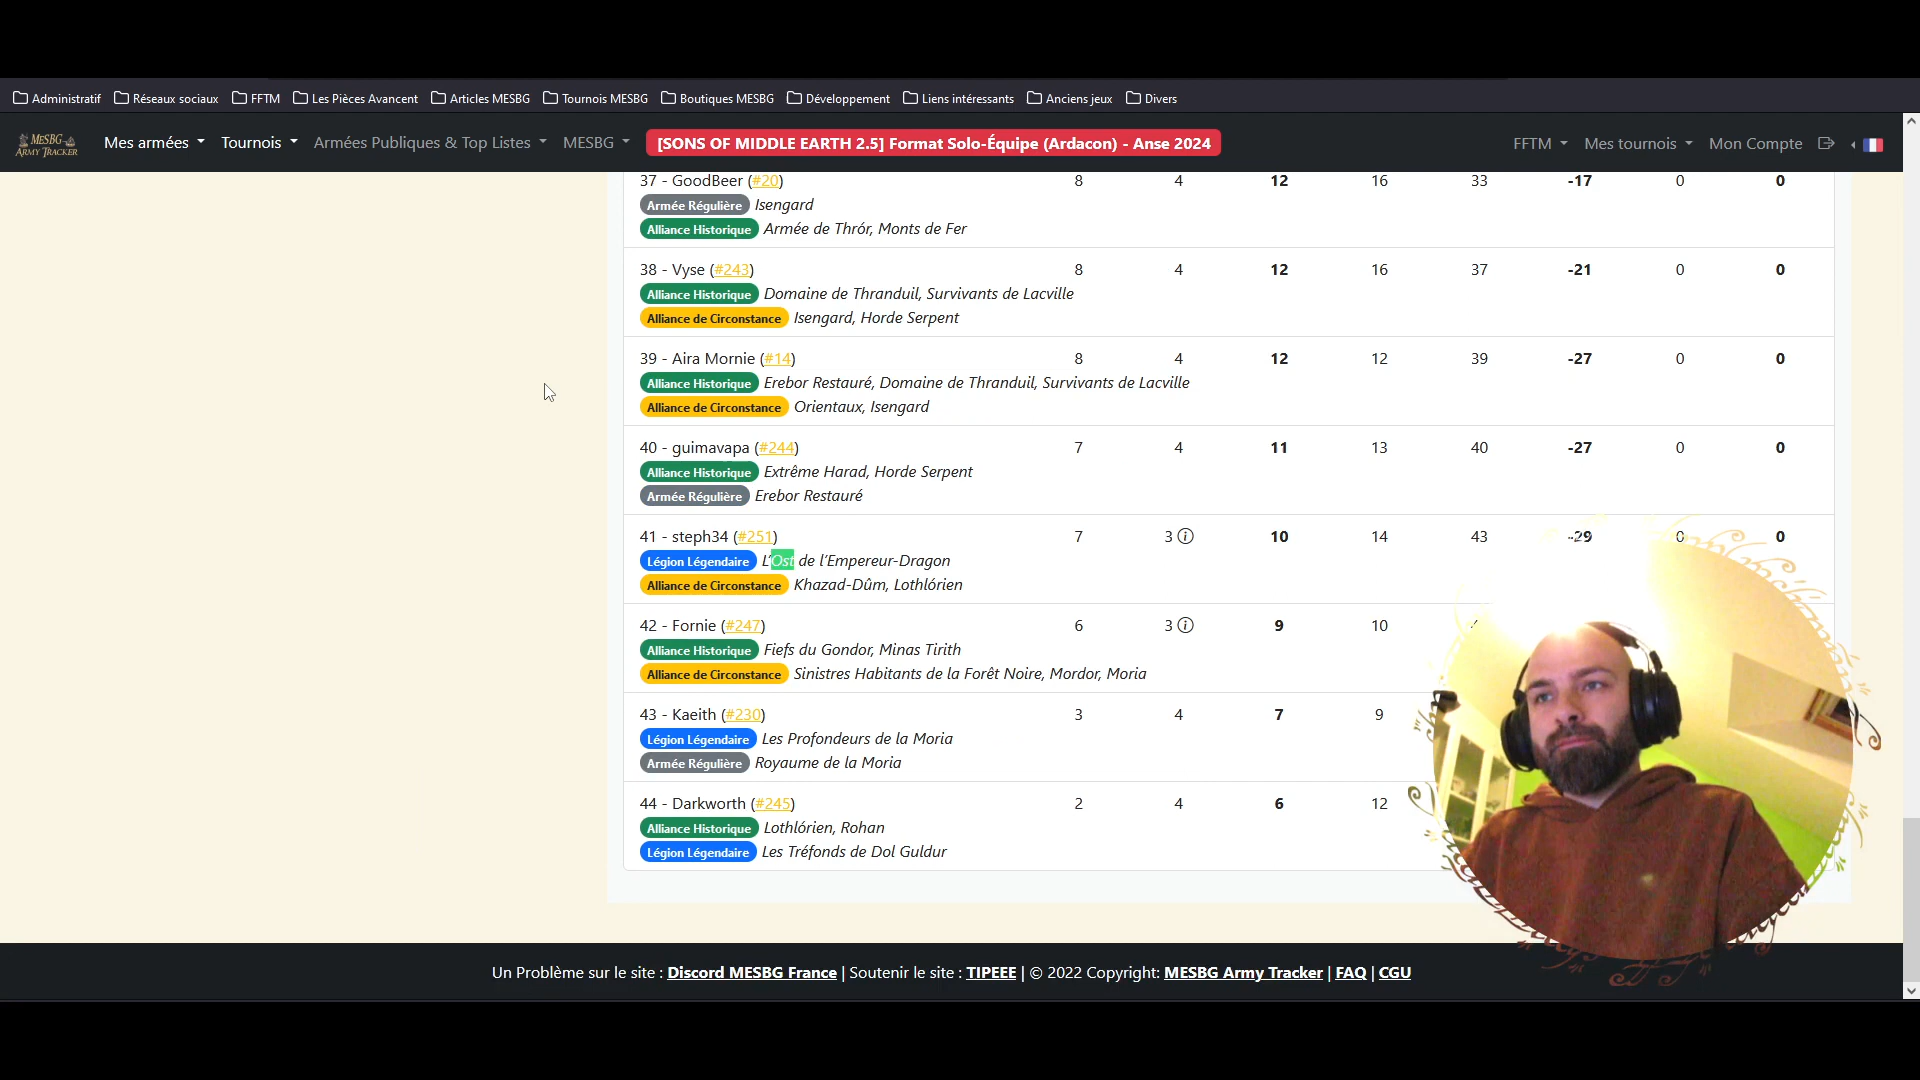 Administratif Réseaux sociaux FFTM Les Pièces Avancent Articles MESBG Tournois MESBG Boutiques MESBG Développement Liens intéressants Anciens jeux Divers
MESBG ARMY TRACKER Mes armées Tournois Armées Publiques & Top Listes MESBG [SONS OF MIDDLE EARTH 2.5] Format Solo-Équipe (Ardacon) - Anse 2024 FFTM Mes tournois Mon Compte
37 - GoodBeer (#20) 8 4 12 16 33 -17 0 0
Armée Régulière Isengard
Alliance Historique Armée de Thrór, Monts de Fer
38 - Vyse (#243) 8 4 12 16 37 -21 0 0
Alliance Historique Domaine de Thranduil, Survivants de Lacville
Alliance de Circonstance Isengard, Horde Serpent
39 - Aira Mornie (#14) 8 4 12 12 39 -27 0 0
Alliance Historique Erebor Restauré, Domaine de Thranduil, Survivants de Lacville
Alliance de Circonstance Orientaux, Isengard
40 - guimavapa (#244) 7 4 11 13 40 -27 0 0
Alliance Historique Extrême Harad, Horde Serpent
Armée Régulière Erebor Restauré
41 - steph34 (#251) 7 3 10 14 43 -29 0 0
Légion Légendaire L'Ost de l'Empereur-Dragon
Alliance de Circonstance Khazad-Dûm, Lothlórien
42 - Fornie (#247) 6 3 9 10
Alliance Historique Fiefs du Gondor, Minas Tirith
Alliance de Circonstance Sinistres Habitants de la Forêt Noire, Mordor, Moria
43 - Kaeith (#230) 3 4 7 9
Légion Légendaire Les Profondeurs de la Moria
Armée Régulière Royaume de la Moria
44 - Darkworth (#245) 2 4 6 12
Alliance Historique Lothlórien, Rohan
Légion Légendaire Les Tréfonds de Dol Guldur
Un Problème sur le site : Discord MESBG France | Soutenir le site : TIPEEE | © 2022 Copyright: MESBG Army Tracker | FAQ | CGU